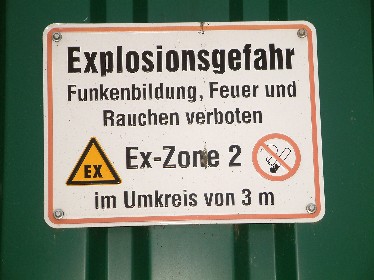 Explosionsgefahr
Funkenbildung, Feuer und
Rauchen verboten
EX Ex-Zone 2
im Umkreis von 3 m